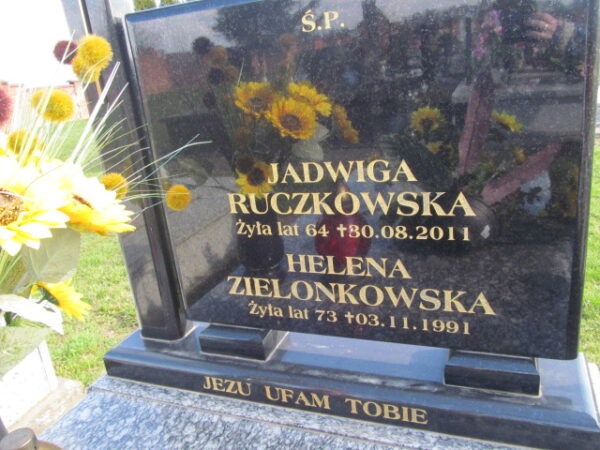 Ś.P.
JADWIGA
RUCZKOWSKA
Żyła lat 64 ✝30.08.2011
HELENA
ZIELONKOWSKA
Żyła lat 73 ✝03.11.1991
JEZU UFAM TOBIE